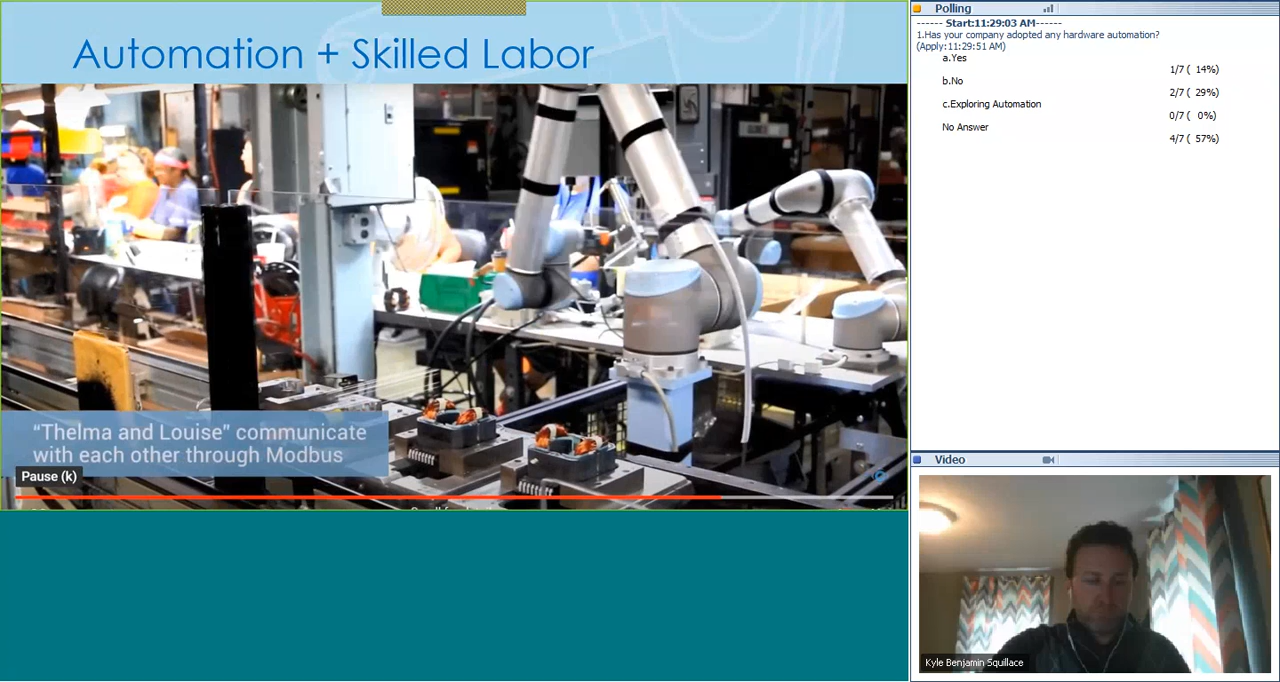 Automation + Skilled Labor
“Thelma and Louise” communicate
with each other through Modbus
Pause (k)
Polling
------ Start:11:29:03 AM------
1.Has your company adopted any hardware automation?
(Apply:11:29:51 AM)
a.Yes
1/7 ( 14%)
b.No
2/7 ( 29%)
c.Exploring Automation
0/7 ( 0%)
No Answer
4/7 ( 57%)
Video
Kyle Benjamin Squillace